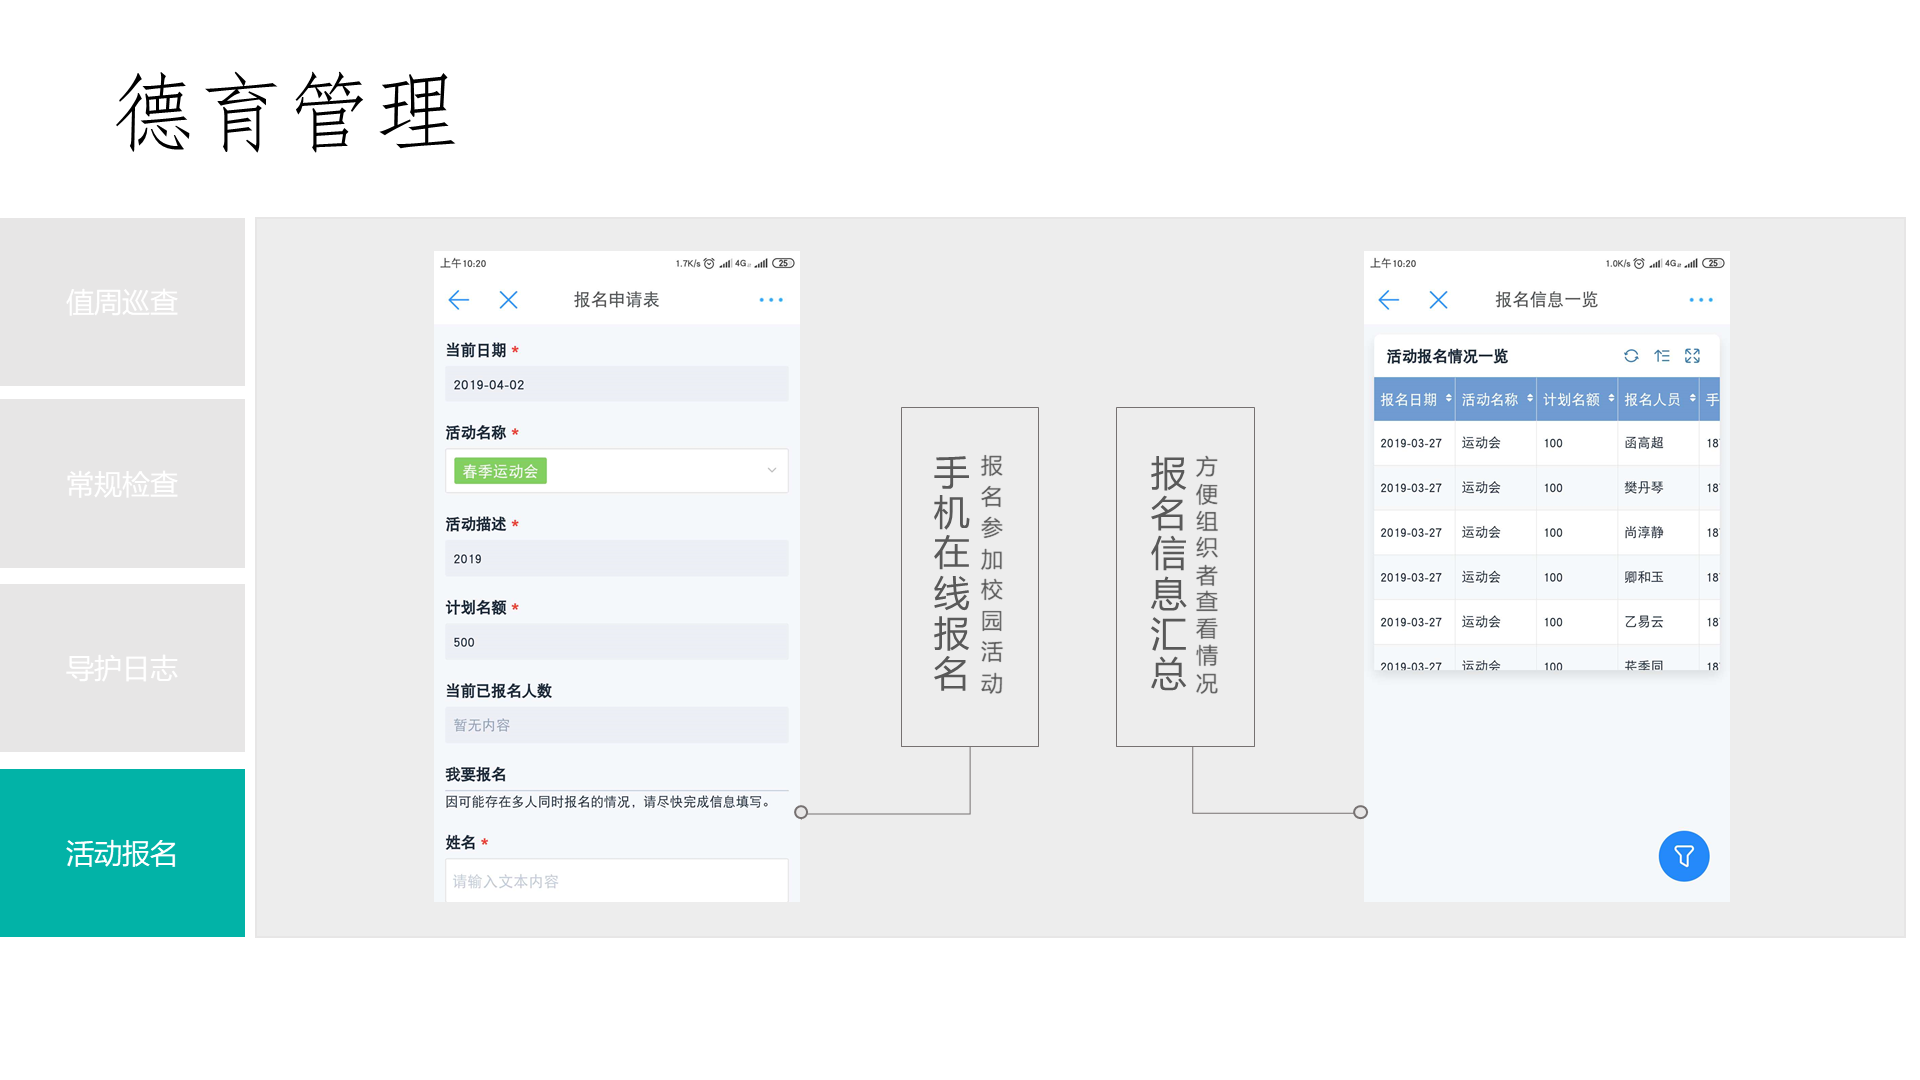 德育管理
值周巡查
常规检查
导护日志
活动报名
上午10:20
1.7K/s 4G 25
报名申请表
当前日期 *
2019-04-02
活动名称 *
春季运动会
活动描述 *
2019
计划名额 *
500
当前已报名人数
暂无内容
我要报名
因可能存在多人同时报名的情况，请尽快完成信息填写。
姓名 *
请输入文本内容
手机在线报名
报名参加校园活动
报名信息汇总
方便组织者查看情况
上午10:20
1.0K/s 4G 25
报名信息一览
活动报名情况一览
报名日期 活动名称 计划名额 报名人员 手
2019-03-27 运动会 100 函高超 18
2019-03-27 运动会 100 樊丹琴 18
2019-03-27 运动会 100 尚淳静 18
2019-03-27 运动会 100 卿和玉 18
2019-03-27 运动会 100 乙易云 18
2019-03-27 运动会 100 18